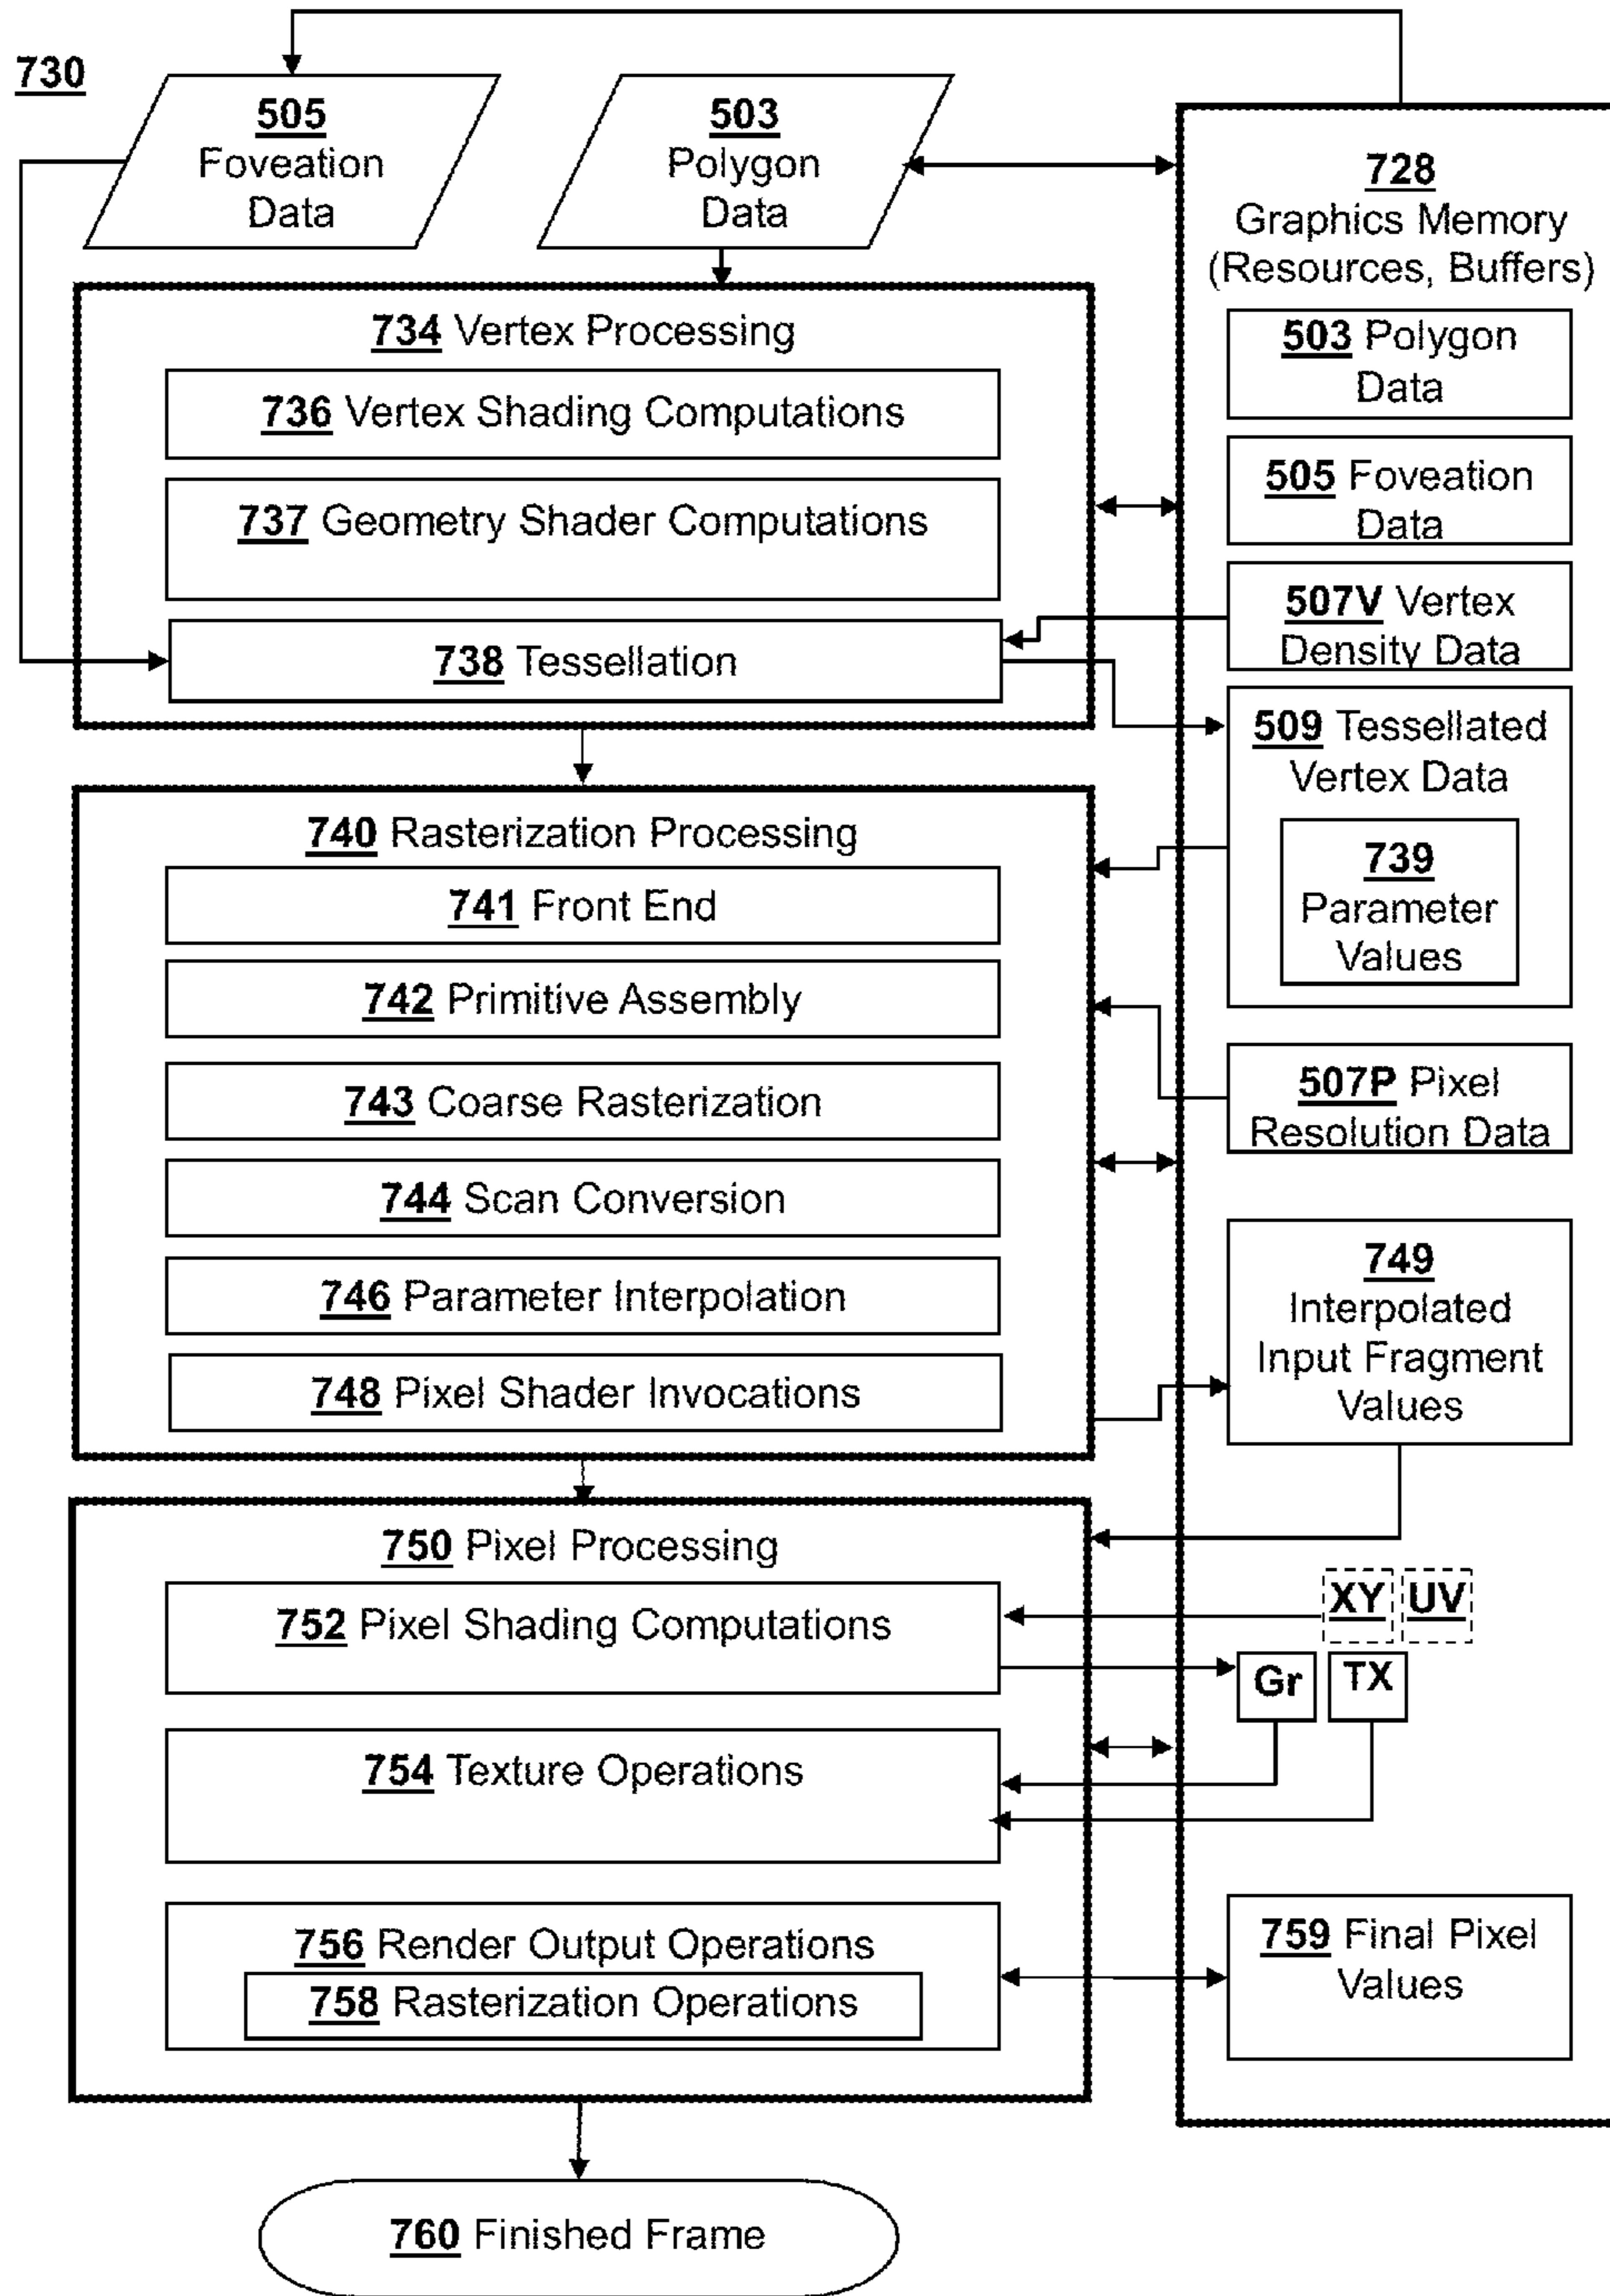 730
505
Foveation
Data
503
Polygon
Data
728
Graphics Memory
(Resources, Buffers)
503 Polygon
Data
505 Foveation
Data
507V Vertex
Density Data
509 Tessellated
Vertex Data
739
Parameter
Values
507P Pixel
Resolution Data
749
Interpolated
Input Fragment
Values
XY UV
Gr TX
759 Final Pixel
Values
734 Vertex Processing
736 Vertex Shading Computations
737 Geometry Shader Computations
738 Tessellation
740 Rasterization Processing
741 Front End
742 Primitive Assembly
743 Coarse Rasterization
744 Scan Conversion
746 Parameter Interpolation
748 Pixel Shader Invocations
750 Pixel Processing
752 Pixel Shading Computations
754 Texture Operations
756 Render Output Operations
758 Rasterization Operations
760 Finished Frame